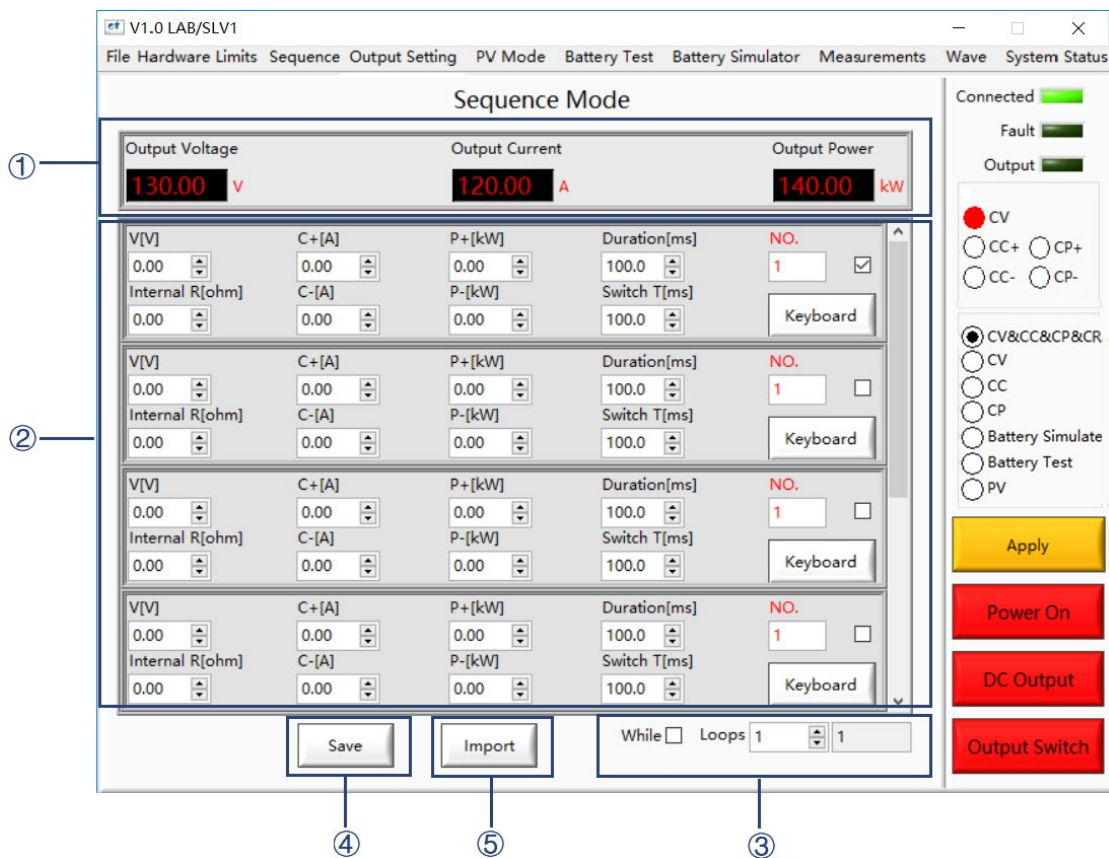 V1.0 LAB/SLV1
File Hardware Limits Sequence Output Setting PV Mode Battery Test Battery Simulator Measurements Wave System Status
Sequence Mode
① Output Voltage Output Current Output Power
130.00 V 120.00 A 140.00 kW
②
V[V] C+[A] P+[kW] Duration[ms] NO.
0.00 0.00 0.00 100.0 1
Internal R[ohm] C-[A] P-[kW] Switch T[ms]
0.00 0.00 0.00 100.0 Keyboard
V[V] C+[A] P+[kW] Duration[ms] NO.
0.00 0.00 0.00 100.0 1
Internal R[ohm] C-[A] P-[kW] Switch T[ms]
0.00 0.00 0.00 100.0 Keyboard
V[V] C+[A] P+[kW] Duration[ms] NO.
0.00 0.00 0.00 100.0 1
Internal R[ohm] C-[A] P-[kW] Switch T[ms]
0.00 0.00 0.00 100.0 Keyboard
V[V] C+[A] P+[kW] Duration[ms] NO.
0.00 0.00 0.00 100.0 1
Internal R[ohm] C-[A] P-[kW] Switch T[ms]
0.00 0.00 0.00 100.0 Keyboard
Save Import While Loops 1 1
④ ⑤ ③
Connected
Fault
Output
CV
CC+ CP+
CC- CP-
CV&CC&CP&CR
CV
CC
CP
Battery Simulate
Battery Test
PV
Apply
Power On
DC Output
Output Switch